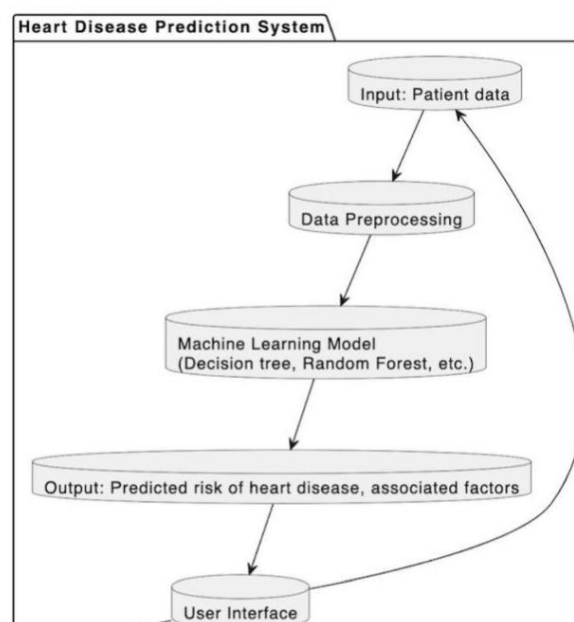 Heart Disease Prediction System
Input: Patient data
Data Preprocessing
Machine Learning Model
(Decision tree, Random Forest, etc.)
Output: Predicted risk of heart disease, associated factors
User Interface